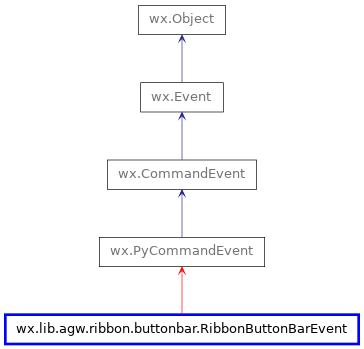 wx.Object
wx.Event
wx.CommandEvent
wx.PyCommandEvent
wx.lib.agw.ribbon.buttonbar.RibbonButtonBarEvent